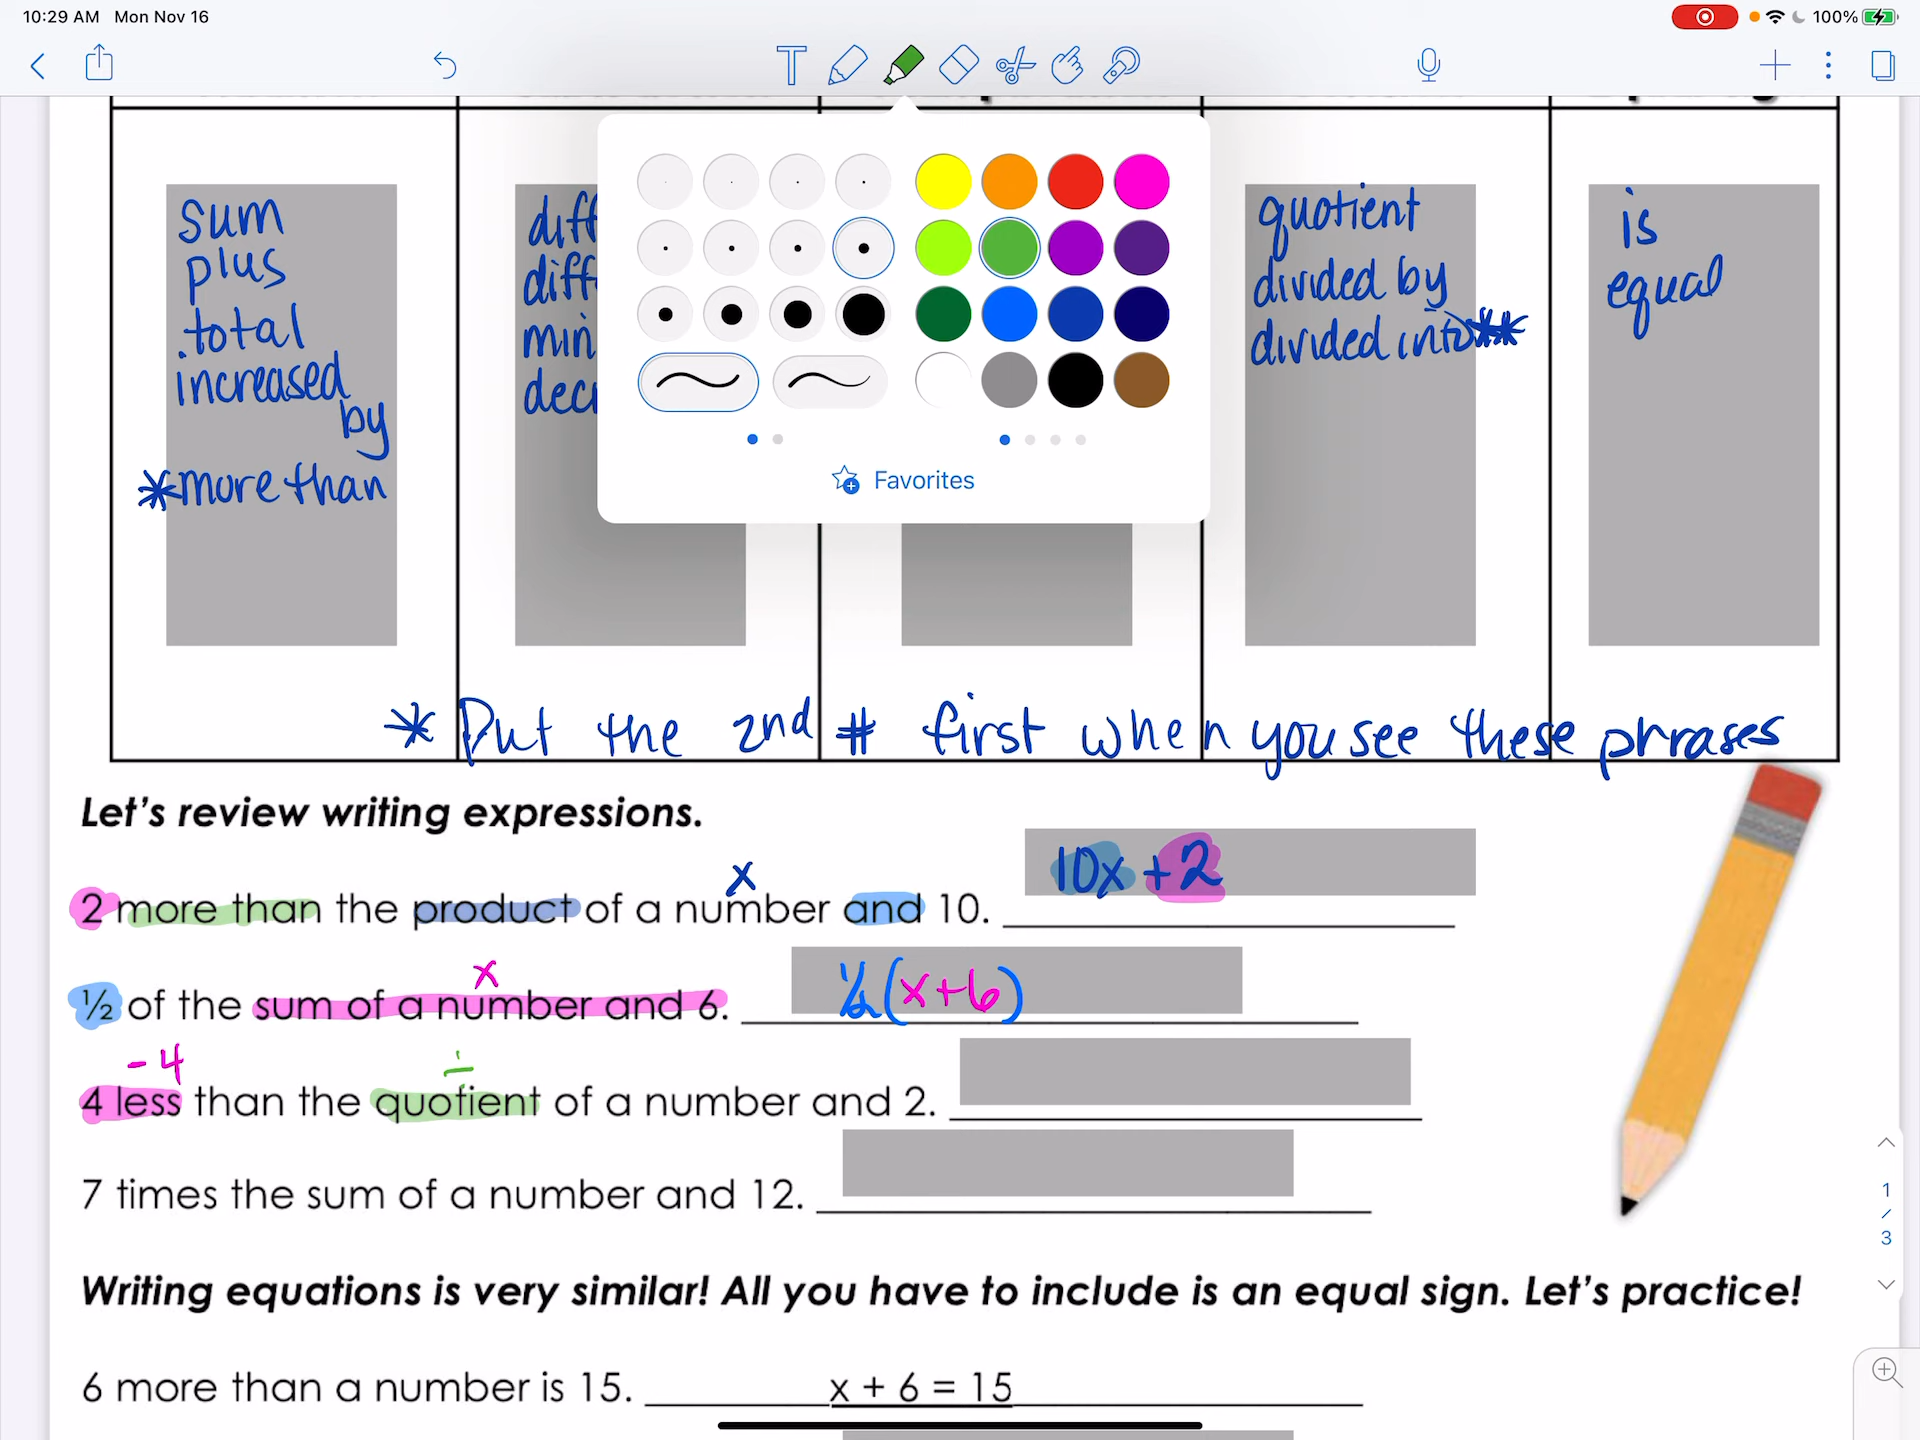 10:29 AM Mon Nov 16
100%
T
sum
plus
total
increased
by
*more than
diff
diff
min
dec
quotient
divided by
divided into**
is
equal
Favorites
* Put the 2nd # first when you see these phrases
Let's review writing expressions.
x
10x + 2
2 more than the product of a number and 10.
x
½(x+6)
½ of the sum of a number and 6.
- 4
÷
4 less than the quotient of a number and 2.
7 times the sum of a number and 12.
1
/
3
Writing equations is very similar! All you have to include is an equal sign. Let's practice!
6 more than a number is 15. x + 6 = 15